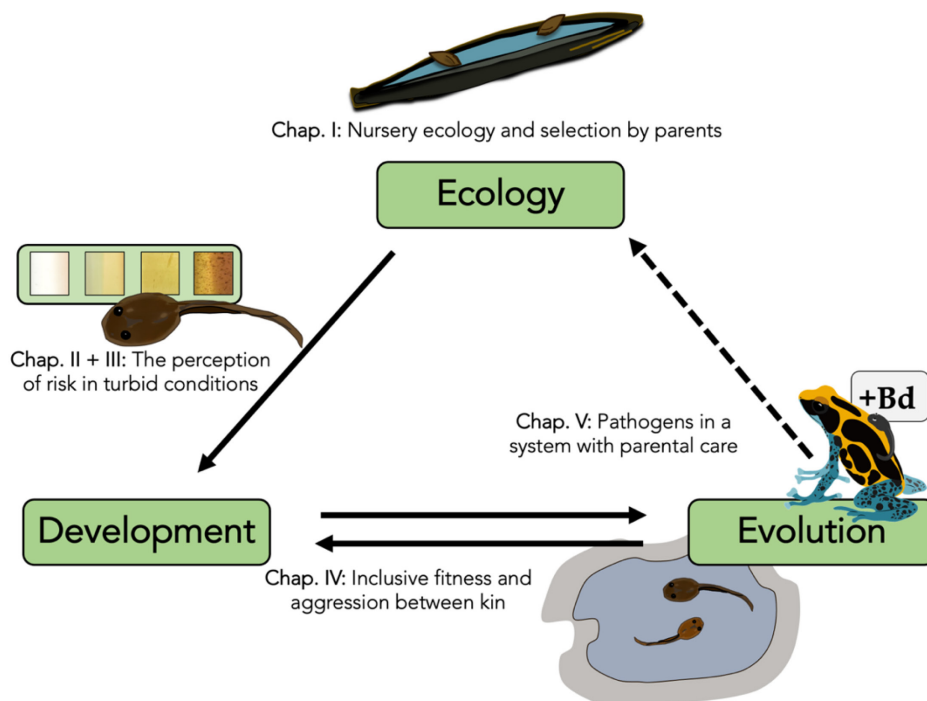 Chap. I: Nursery ecology and selection by parents
Ecology
Chap. II + III: The perception
of risk in turbid conditions
+Bd
Chap. V: Pathogens in a
system with parental care
Development
Evolution
Chap. IV: Inclusive fitness and
aggression between kin